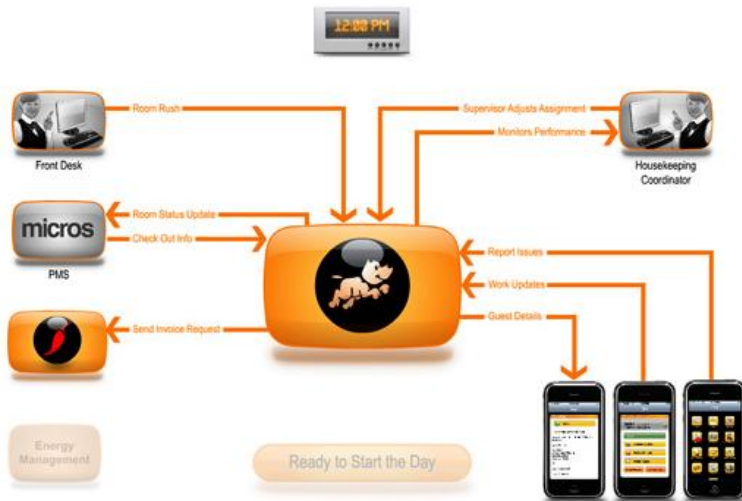 12:00 PM
Room Rush
Supervisor Adjusts Assignment
Monitors Performance
Front Desk
Housekeeping
Coordinator
Room Status Update
micros
Check Out Info
PMS
Report Issues
Work Updates
Send Invoice Request
Guest Details
Energy
Management
Ready to Start the Day